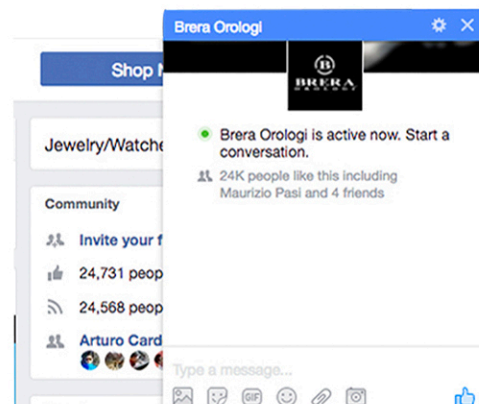 Brera Orologi
Shop N
B
BRERA
OROLOGI
Brera Orologi is active now. Start a
conversation.
24K people like this including
Maurizio Pasi and 4 friends
Jewelry/Watche
Community
Invite your f
24,731 peop
24,568 peop
Arturo Card
Type a message...
GIF